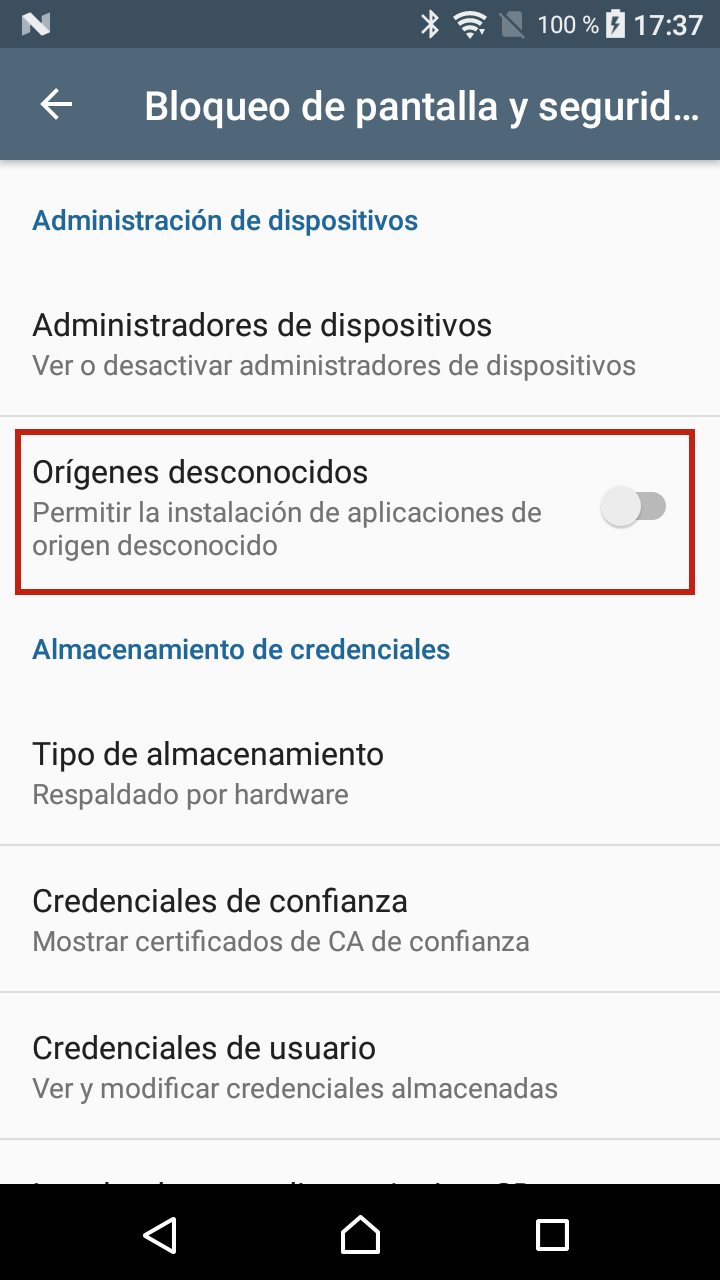 100 % 17:37
Bloqueo de pantalla y segurid...
Administración de dispositivos
Administradores de dispositivos
Ver o desactivar administradores de dispositivos
Orígenes desconocidos
Permitir la instalación de aplicaciones de
origen desconocido
Almacenamiento de credenciales
Tipo de almacenamiento
Respaldado por hardware
Credenciales de confianza
Mostrar certificados de CA de confianza
Credenciales de usuario
Ver y modificar credenciales almacenadas